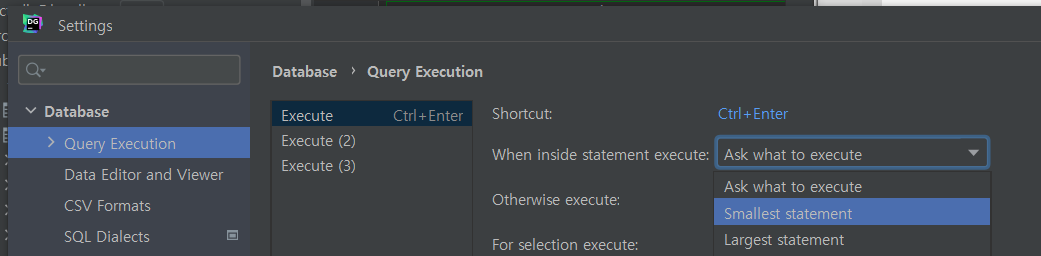 DG
Settings
Database › Query Execution
Database
Query Execution
Data Editor and Viewer
CSV Formats
SQL Dialects
Execute Ctrl+Enter
Execute (2)
Execute (3)
Shortcut: Ctrl+Enter
When inside statement execute: Ask what to execute
Ask what to execute
Otherwise execute:
Smallest statement
Largest statement
For selection execute: